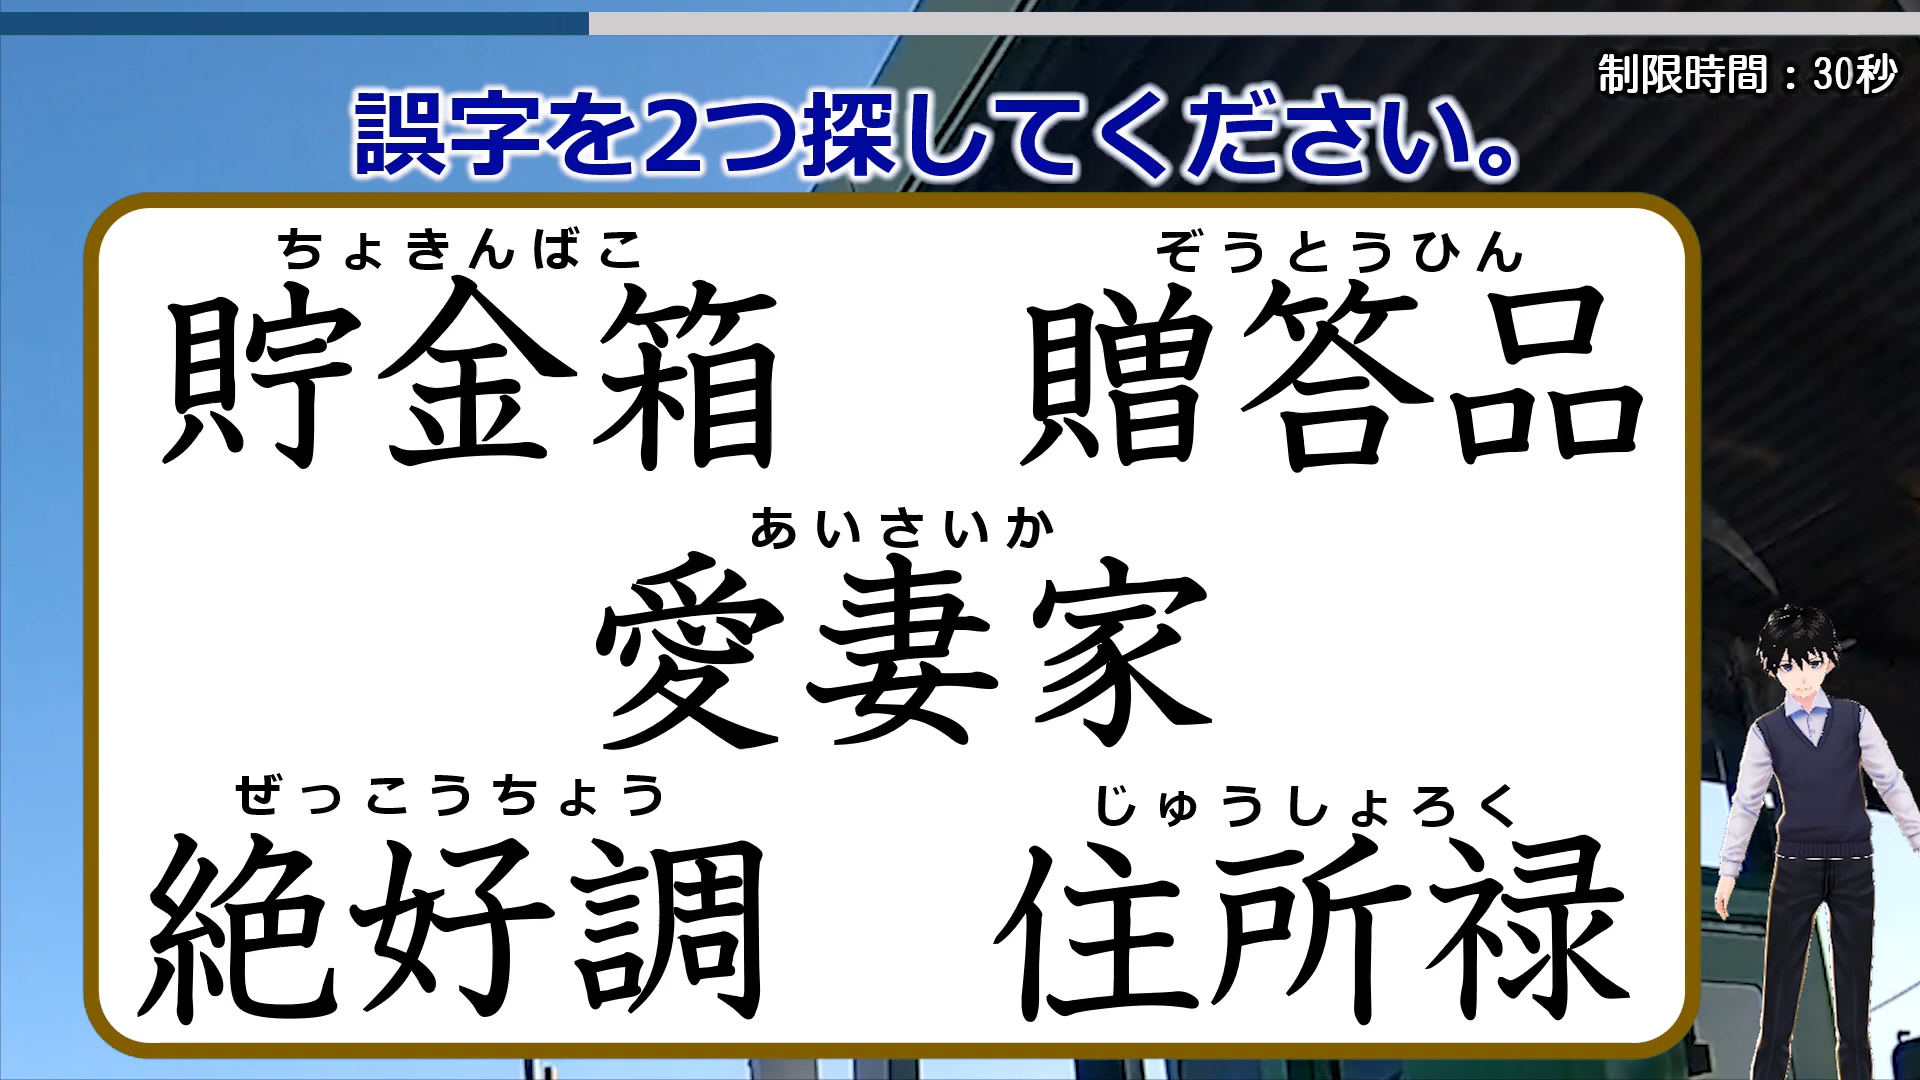 制限時間：30秒
誤字を2つ探してください。
ちょきんばこ
貯金箱
ぞうとうひん
贈答品
あいさいか
愛妻家
ぜっこうちょう
絶好調
じゅうしょろく
住所禄